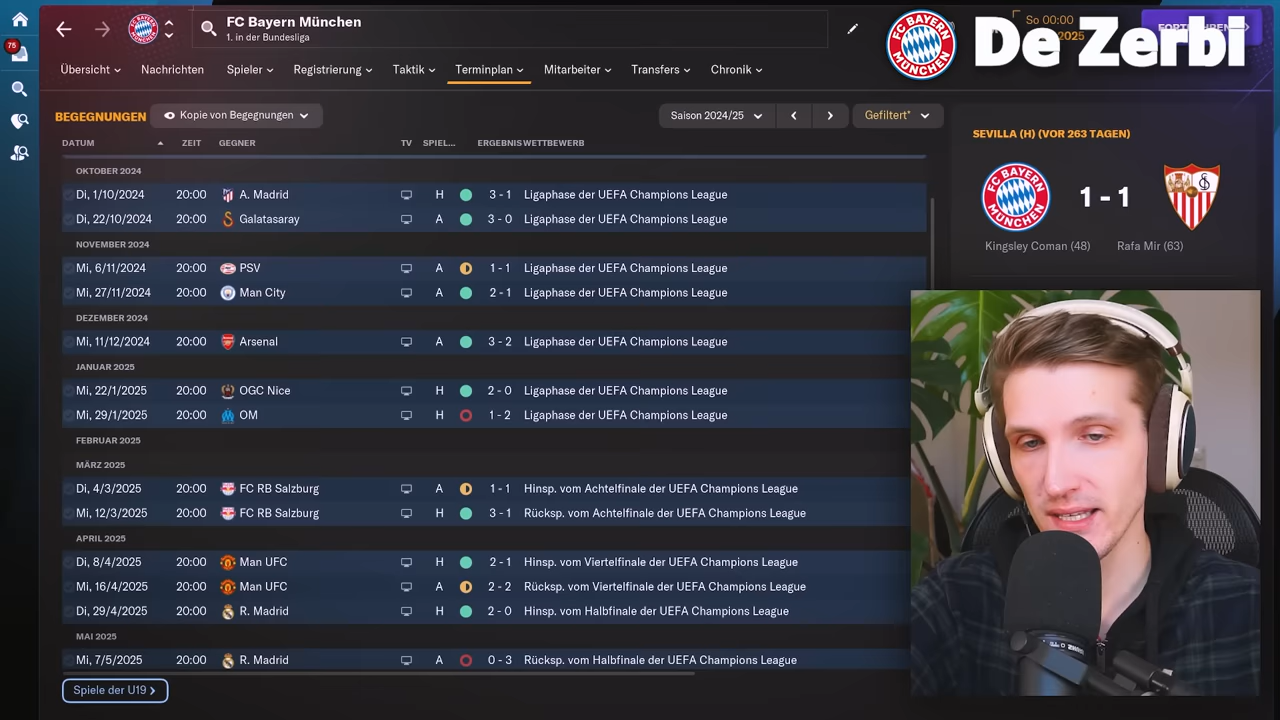 FC Bayern München
1. in der Bundesliga
So 00:00
2025
De Zerbi
75
Übersicht Nachrichten Spieler Registrierung Taktik Terminplan Mitarbeiter Transfers Chronik
BEGEGNUNGEN Kopie von Begegnungen Saison 2024/25 Gefiltert*
DATUM ZEIT GEGNER TV SPIEL... ERGEBNIS WETTBEWERB
OKTOBER 2024
Di, 1/10/2024 20:00 A. Madrid H 3 - 1 Ligaphase der UEFA Champions League
Di, 22/10/2024 20:00 Galatasaray A 3 - 0 Ligaphase der UEFA Champions League
NOVEMBER 2024
Mi, 6/11/2024 20:00 PSV A 1 - 1 Ligaphase der UEFA Champions League
Mi, 27/11/2024 20:00 Man City A 2 - 1 Ligaphase der UEFA Champions League
DEZEMBER 2024
Mi, 11/12/2024 20:00 Arsenal A 3 - 2 Ligaphase der UEFA Champions League
JANUAR 2025
Mi, 22/1/2025 20:00 OGC Nice H 2 - 0 Ligaphase der UEFA Champions League
Mi, 29/1/2025 20:00 OM H 1 - 2 Ligaphase der UEFA Champions League
FEBRUAR 2025
MÄRZ 2025
Di, 4/3/2025 20:00 FC RB Salzburg A 1 - 1 Hinsp. vom Achtelfinale der UEFA Champions League
Mi, 12/3/2025 20:00 FC RB Salzburg H 3 - 1 Rücksp. vom Achtelfinale der UEFA Champions League
APRIL 2025
Di, 8/4/2025 20:00 Man UFC H 2 - 1 Hinsp. vom Viertelfinale der UEFA Champions League
Mi, 16/4/2025 20:00 Man UFC A 2 - 2 Rücksp. vom Viertelfinale der UEFA Champions League
Di, 29/4/2025 20:00 R. Madrid H 2 - 0 Hinsp. vom Halbfinale der UEFA Champions League
MAI 2025
Mi, 7/5/2025 20:00 R. Madrid A 0 - 3 Rücksp. vom Halbfinale der UEFA Champions League
Spiele der U19
SEVILLA (H) (VOR 263 TAGEN)
FC BAYERN MÜNCHEN
1 - 1
Kingsley Coman (48) Rafa Mir (63)